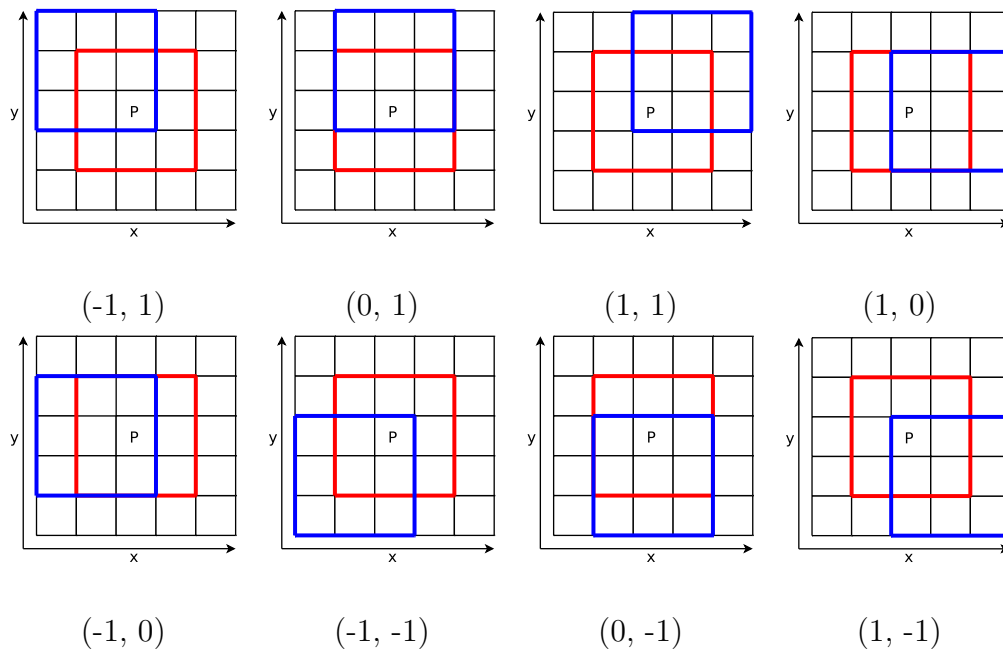 y P y P y P y P
x x x x
(-1, 1) (0, 1) (1, 1) (1, 0)
y P y P y P y P
x x x x
(-1, 0) (-1, -1) (0, -1) (1, -1)